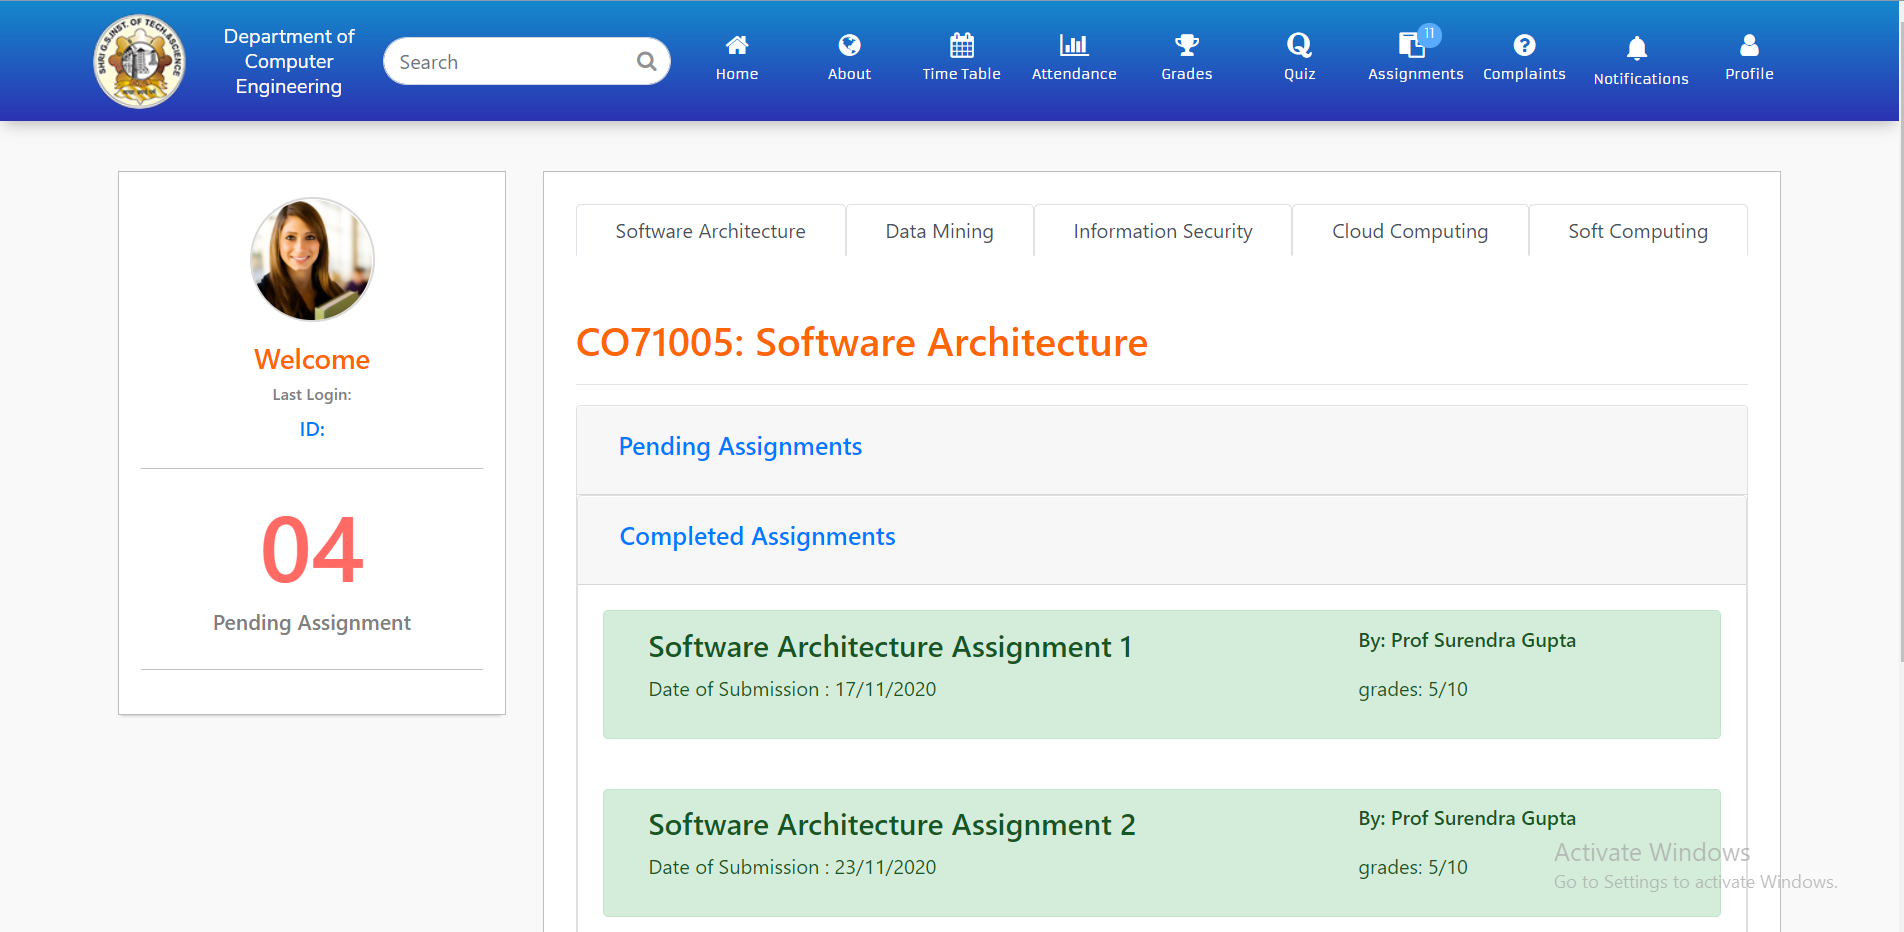 SHRI G.S.INST. OF TECH.&SCIENCE
Department of
Computer
Engineering
Search
Home
About
Time Table
Attendance
Grades
Quiz
11
Assignments
Complaints
Notifications
Profile
Welcome
Last Login:
ID:
04
Pending Assignment
Software Architecture
Data Mining
Information Security
Cloud Computing
Soft Computing
CO71005: Software Architecture
Pending Assignments
Completed Assignments
Software Architecture Assignment 1
By: Prof Surendra Gupta
Date of Submission : 17/11/2020
grades: 5/10
Software Architecture Assignment 2
By: Prof Surendra Gupta
Date of Submission : 23/11/2020
grades: 5/10
Activate Windows
Go to Settings to activate Windows.